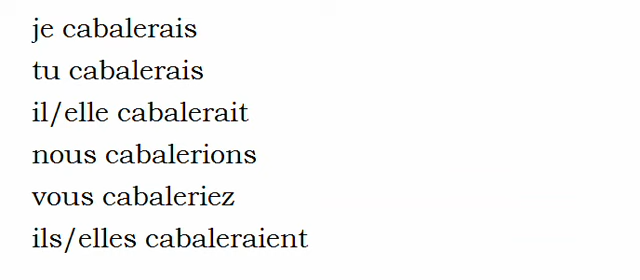 je cabalerais
tu cabalerais
il/elle cabalerait
nous cabalerions
vous cabaleriez
ils/elles cabaleraient